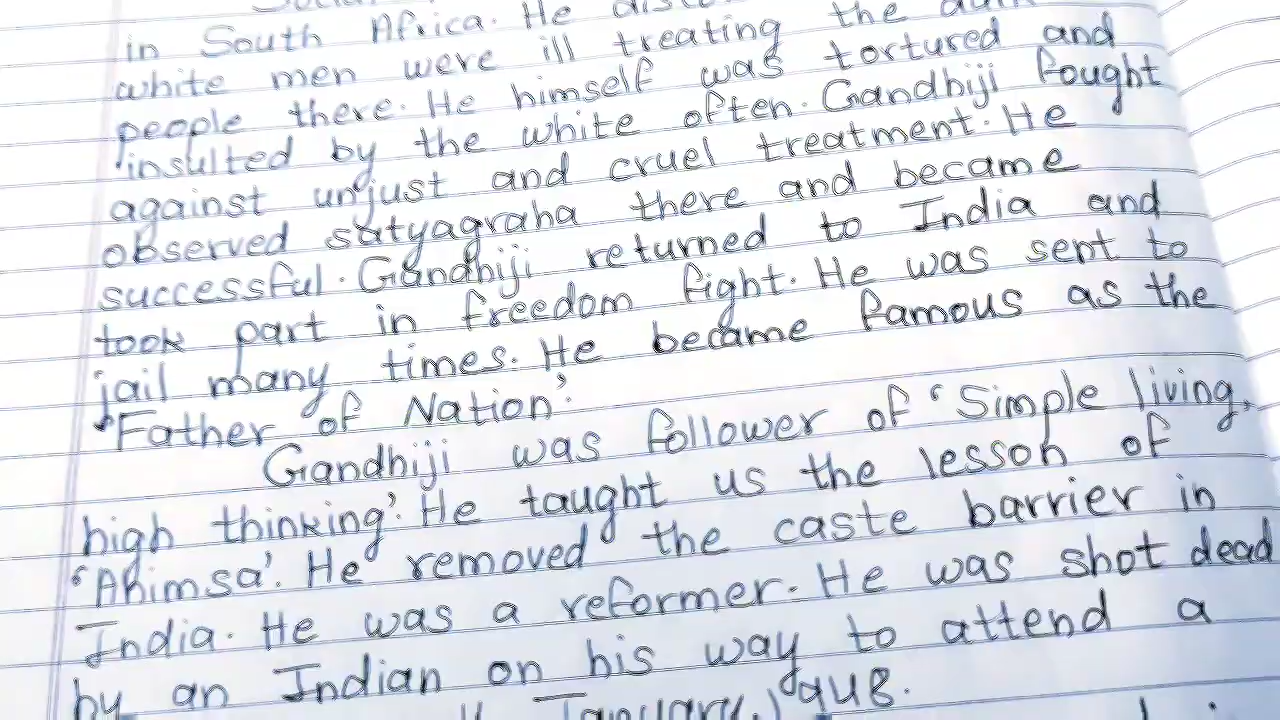 in South Africa. He
white men were ill treating the
people there. He himself was tortured and
insulted by the white often. Gandhiji fought
against unjust and cruel treatment. He
observed satyagraha there and became
successful. Gandhiji returned to India and
took part in freedom fight. He was sent to
jail many times. He became famous as the
'Father of Nation'.
Gandhiji was follower of 'Simple living,
high thinking'. He taught us the lesson of
'Ahimsa'. He removed the caste barrier in
India. He was a reformer. He was shot dead
by an Indian on his way to attend a
January, 1948.